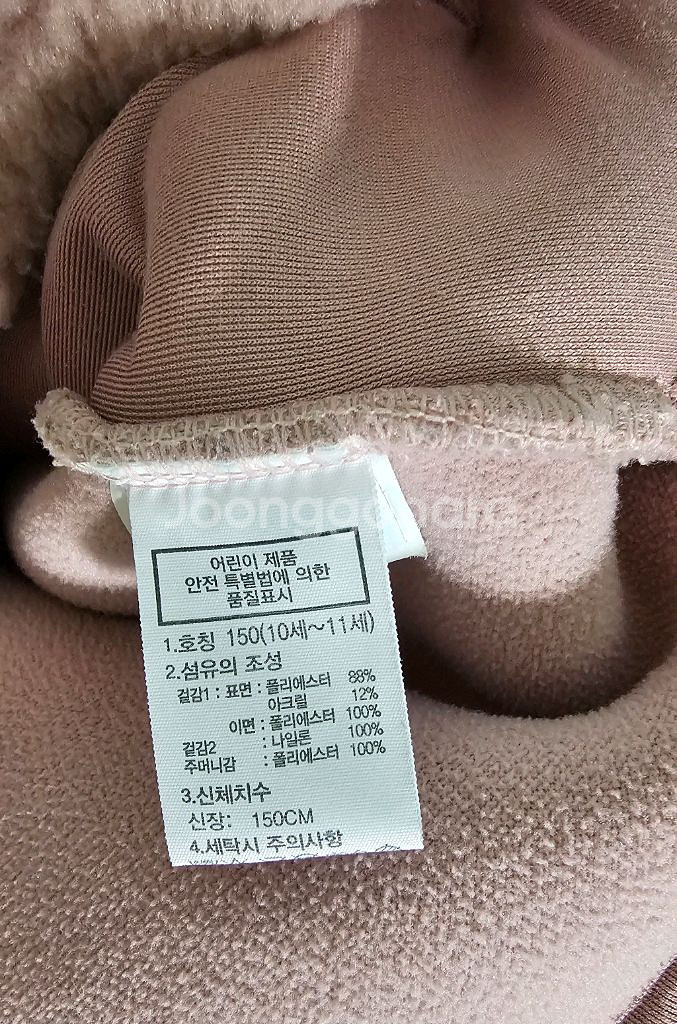 Joonggonara
어린이 제품
안전 특별법에 의한
품질표시
1.호칭 150(10세~11세)
2.섬유의 조성
겉감1 : 표면 : 폴리에스터 88%
아크릴 12%
이면 : 폴리에스터 100%
겉감2 : 나일론 100%
주머니감 : 폴리에스터 100%
3.신체치수
신장: 150CM
4.세탁시 주의사항